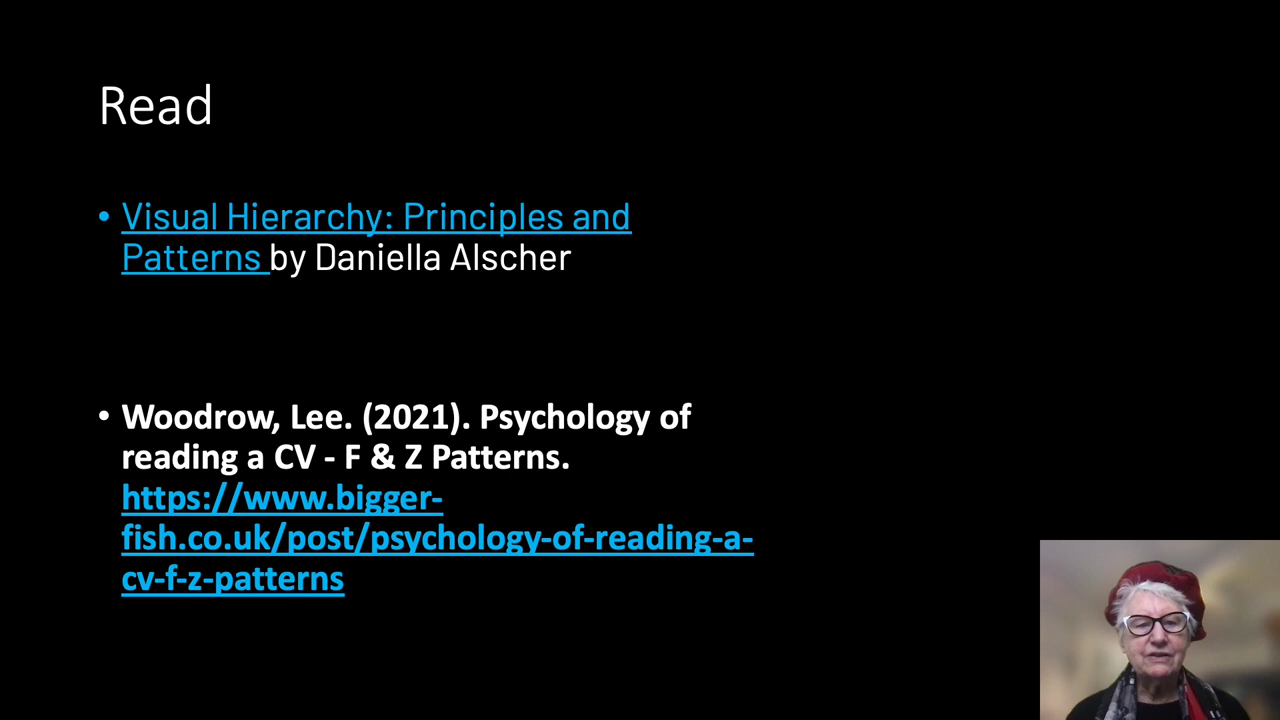 Read
• Visual Hierarchy: Principles and
Patterns by Daniella Alscher
• Woodrow, Lee. (2021). Psychology of
reading a CV - F & Z Patterns.
https://www.bigger-
fish.co.uk/post/psychology-of-reading-a-
cv-f-z-patterns